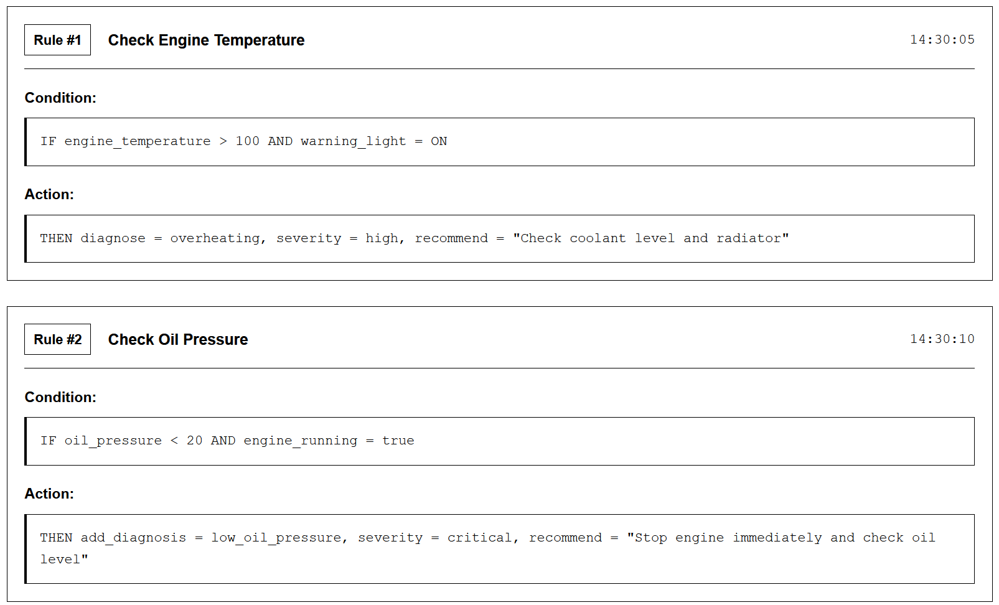 Rule #1 Check Engine Temperature 14:30:05
Condition:
IF engine_temperature > 100 AND warning_light = ON
Action:
THEN diagnose = overheating, severity = high, recommend = "Check coolant level and radiator"
Rule #2 Check Oil Pressure 14:30:10
Condition:
IF oil_pressure < 20 AND engine_running = true
Action:
THEN add_diagnosis = low_oil_pressure, severity = critical, recommend = "Stop engine immediately and check oil
level"